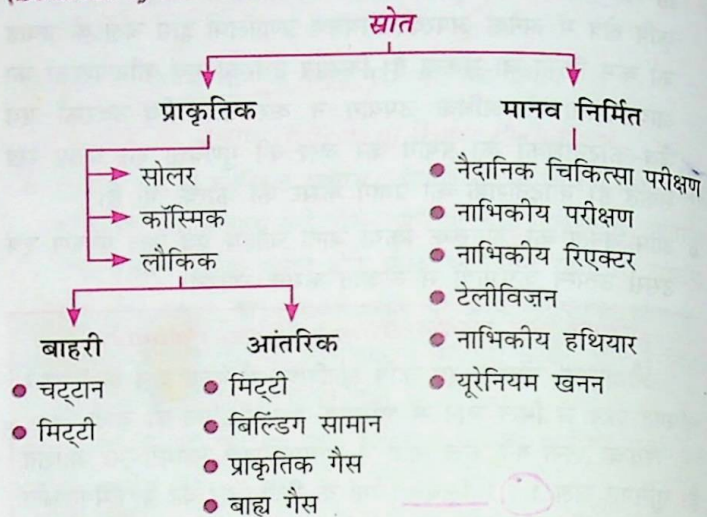 स्रोत
प्राकृतिक
सोलर
कॉस्मिक
लौकिक
बाहरी
चट्टान
मिट्टी
आंतरिक
मिट्टी
बिल्डिंग सामान
प्राकृतिक गैस
बाह्य गैस
मानव निर्मित
नैदानिक चिकित्सा परीक्षण
नाभिकीय परीक्षण
नाभिकीय रिएक्टर
टेलीविज़न
नाभिकीय हथियार
यूरेनियम खनन